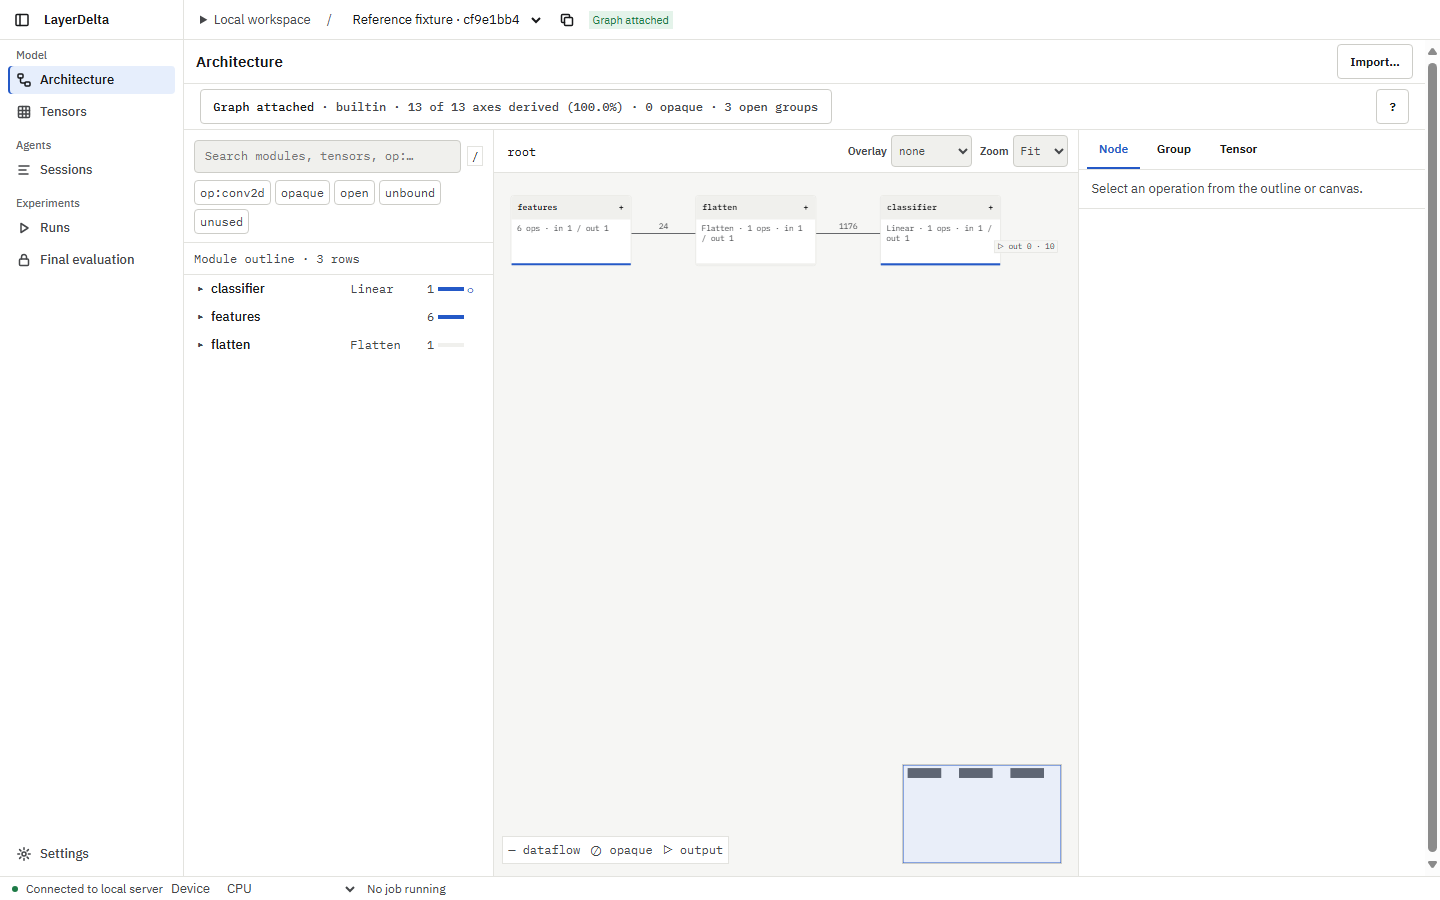 LayerDelta
Local workspace / Reference fixture · cf9e1bb4 Graph attached
Model
Architecture
Tensors
Agents
Sessions
Experiments
Runs
Final evaluation
Settings
Architecture
Import...
Graph attached · builtin · 13 of 13 axes derived (100.0%) · 0 opaque · 3 open groups
?
Search modules, tensors, op:…
/
op:conv2d opaque open unbound
unused
Module outline · 3 rows
classifier Linear 1
features 6
flatten Flatten 1
root
Overlay none Zoom Fit
features +
6 ops · in 1 / out 1
24
flatten +
Flatten · 1 ops · in 1
/ out 1
1176
classifier +
Linear · 1 ops · in 1 /
out 1
out 0 · 10
— dataflow opaque output
Node Group Tensor
Select an operation from the outline or canvas.
Connected to local server Device CPU No job running